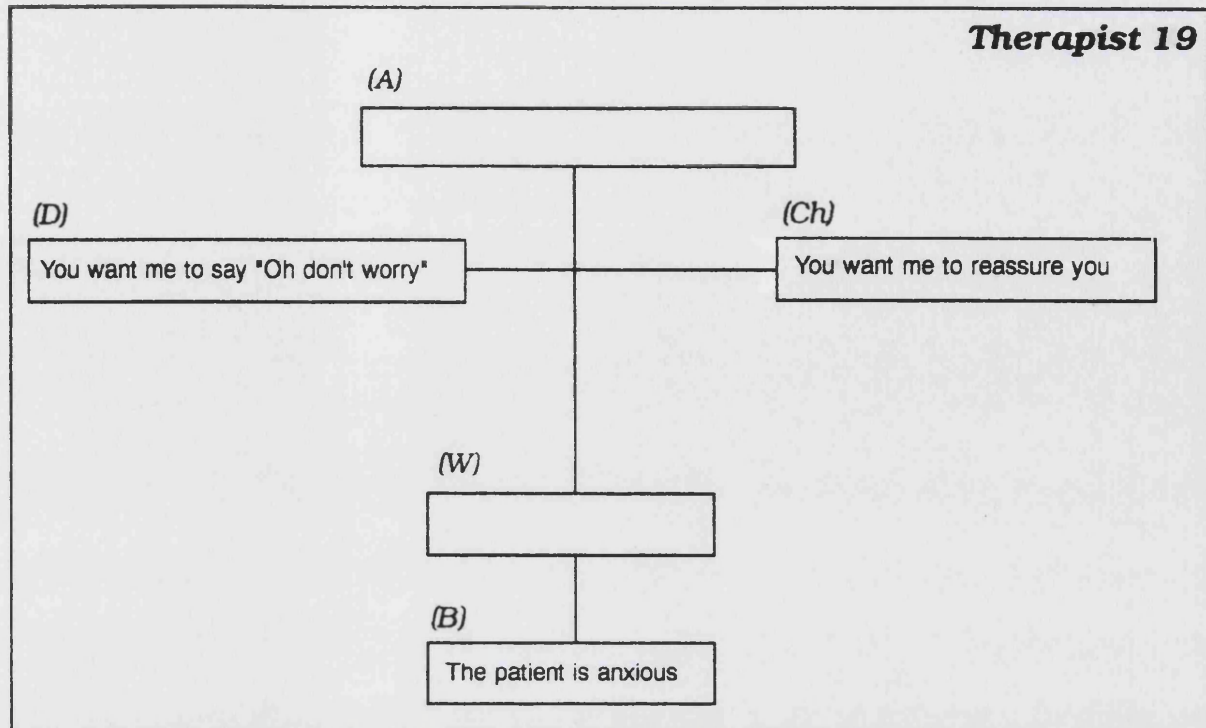 Therapist 19
(A)
(D)
(Ch)
You want me to say "Oh don't worry"
You want me to reassure you
(W)
(B)
The patient is anxious